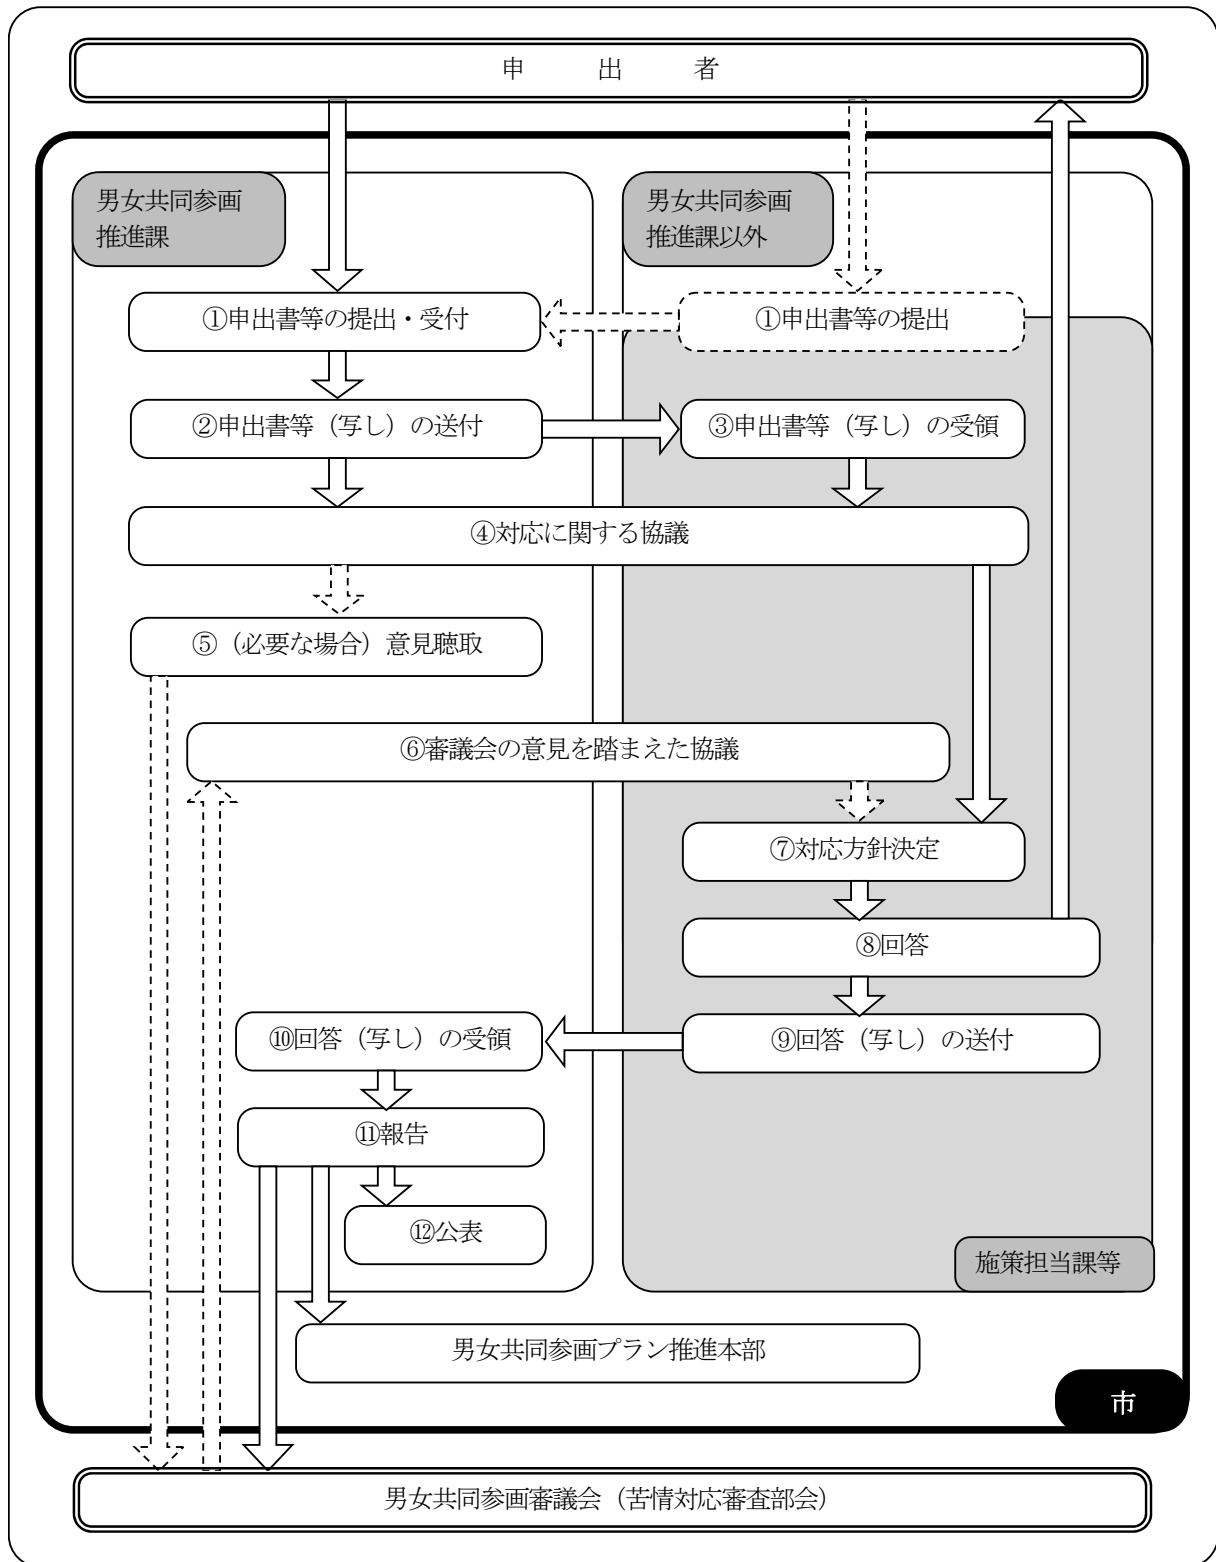 申　　　出　　　者
男女共同参画
推進課
男女共同参画
推進課以外
①申出書等の提出・受付
①申出書等の提出
②申出書等（写し）の送付
③申出書等（写し）の受領
④対応に関する協議
⑤（必要な場合）意見聴取
⑥審議会の意見を踏まえた協議
⑦対応方針決定
⑧回答
⑨回答（写し）の送付
⑩回答（写し）の受領
⑪報告
⑫公表
施策担当課等
男女共同参画プラン推進本部
市
男女共同参画審議会（苦情対応審査部会）